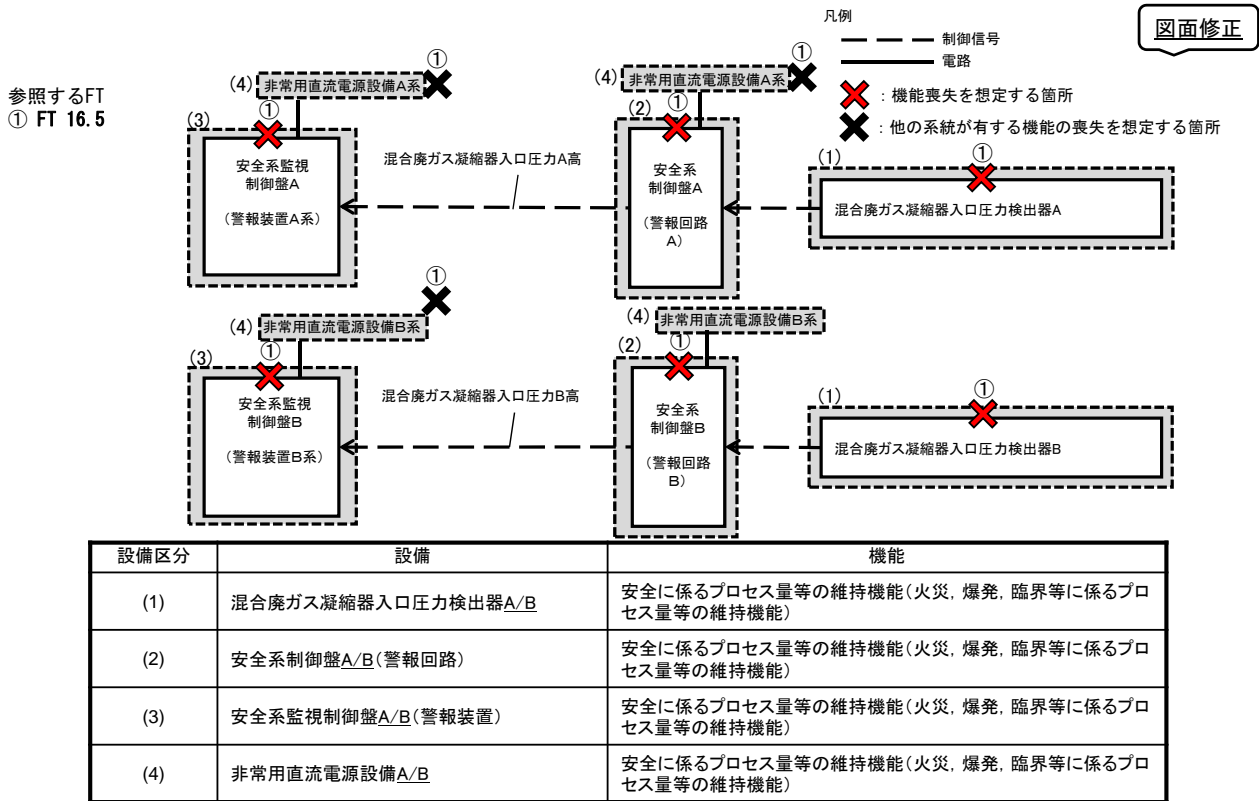 凡例
制御信号
電路
：機能喪失を想定する箇所
：他の系統が有する機能の喪失を想定する箇所
図面修正
参照するFT
① FT 16.5
①
(4) 非常用直流電源設備A系
①
(3)
安全系監視
制御盤A
（警報装置A系）
混合廃ガス凝縮器入口圧力A高
①
(4) 非常用直流電源設備A系
①
(2)
安全系
制御盤A
（警報回路
A）
①
(1)
混合廃ガス凝縮器入口圧力検出器A
①
(4) 非常用直流電源設備B系
①
(3)
安全系監視
制御盤B
（警報装置B系）
混合廃ガス凝縮器入口圧力B高
(4) 非常用直流電源設備B系
①
(2)
安全系
制御盤B
（警報回路
B）
①
(1)
混合廃ガス凝縮器入口圧力検出器B
設備区分 設備 機能
(1) 混合廃ガス凝縮器入口圧力検出器A/B 安全に係るプロセス量等の維持機能（火災，爆発，臨界等に係るプロ
セス量等の維持機能）
(2) 安全系制御盤A/B（警報回路） 安全に係るプロセス量等の維持機能（火災，爆発，臨界等に係るプロ
セス量等の維持機能）
(3) 安全系監視制御盤A/B（警報装置） 安全に係るプロセス量等の維持機能（火災，爆発，臨界等に係るプロ
セス量等の維持機能）
(4) 非常用直流電源設備A/B 安全に係るプロセス量等の維持機能（火災，爆発，臨界等に係るプロ
セス量等の維持機能）